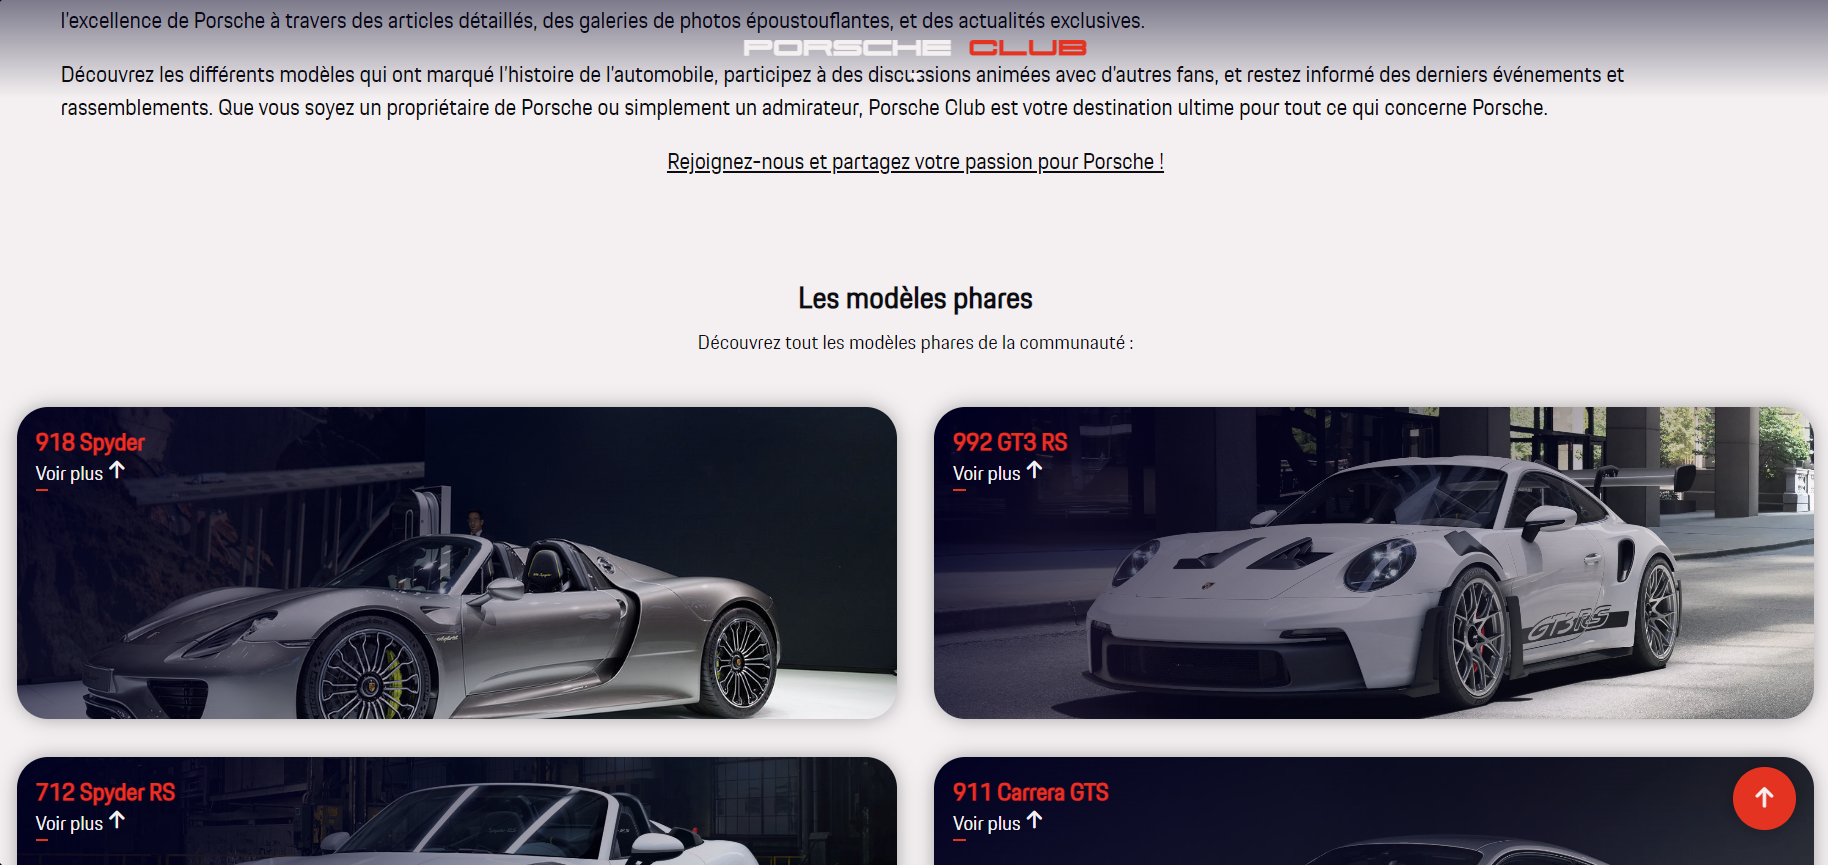 l'excellence de Porsche à travers des articles détaillés, des galeries de photos époustouflantes, et des actualités exclusives.
PORSCHE CLUB
Découvrez les différents modèles qui ont marqué l'histoire de l'automobile, participez à des discussions animées avec d'autres fans, et restez informé des derniers événements et
rassemblements. Que vous soyez un propriétaire de Porsche ou simplement un admirateur, Porsche Club est votre destination ultime pour tout ce qui concerne Porsche.
Rejoignez-nous et partagez votre passion pour Porsche !
Les modèles phares
Découvrez tout les modèles phares de la communauté :
918 Spyder
Voir plus
992 GT3 RS
Voir plus
GT3RS
712 Spyder RS
Voir plus
911 Carrera GTS
Voir plus